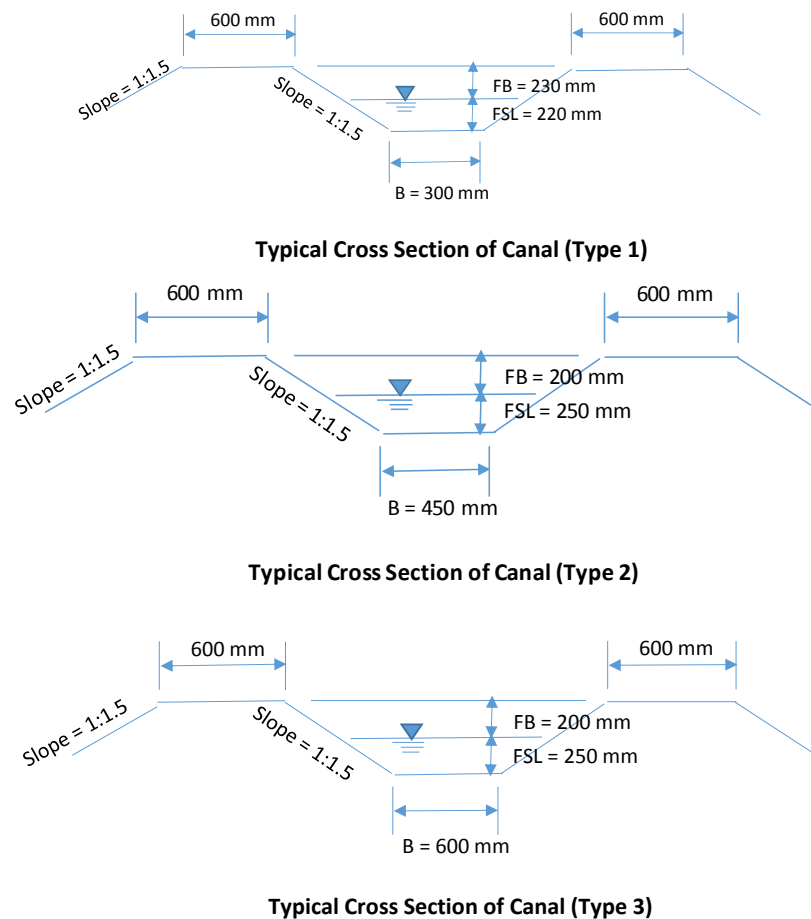 600 mm
600 mm
Slope = 1:1.5
Slope = 1:1.5
FB = 230 mm
FSL = 220 mm
B = 300 mm
Typical Cross Section of Canal (Type 1)
600 mm
600 mm
Slope = 1:1.5
Slope = 1:1.5
FB = 200 mm
FSL = 250 mm
B = 450 mm
Typical Cross Section of Canal (Type 2)
600 mm
600 mm
Slope = 1:1.5
Slope = 1:1.5
FB = 200 mm
FSL = 250 mm
B = 600 mm
Typical Cross Section of Canal (Type 3)